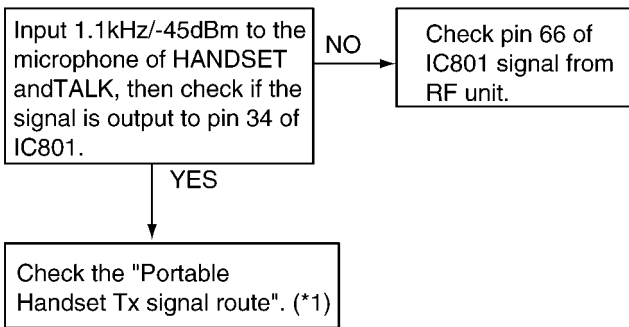 Input 1.1kHz/-45dBm to the
microphone of HANDSET
andTALK, then check if the
signal is output to pin 34 of
IC801.
NO
Check pin 66 of
IC801 signal from
RF unit.
YES
Check the "Portable
Handset Tx signal route". (*1)